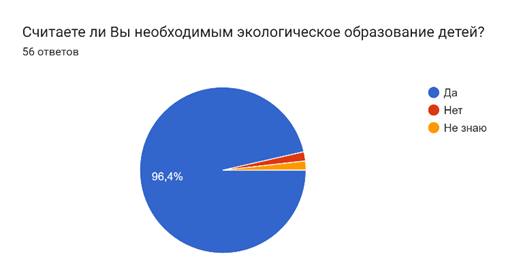 Считаете ли Вы необходимым экологическое образование детей?
56 ответов
Да
Нет
Не знаю
96,4%